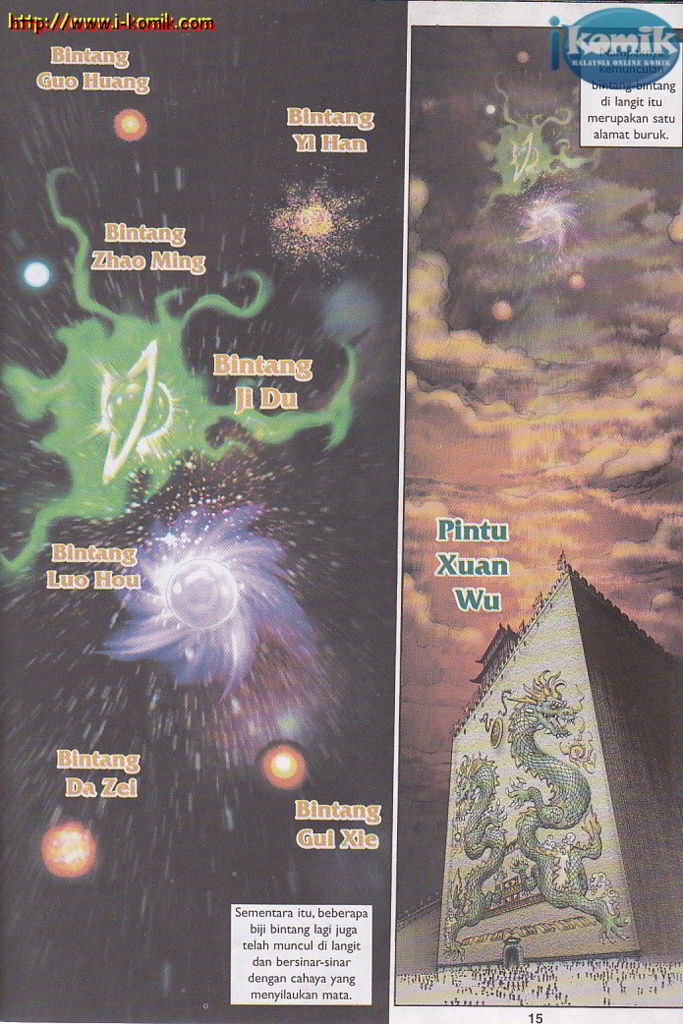 http://www.i-komik.com
Bintang
Guo Huang
Bintang
Yi Han
Bintang
Zhao Ming
Bintang
Ji Du
Bintang
Luo Hou
Bintang
Da Zei
Bintang
Gui Xie
Sementara itu, beberapa
biji bintang lagi juga
telah muncul di langit
dan bersinar-sinar
dengan cahaya yang
menyilaukan mata.
ikomik
MALAYSIA ONLINE KOMIK
kemunculan
bintang-bintang
di langit itu
merupakan satu
alamat buruk.
Pintu
Xuan
Wu
15